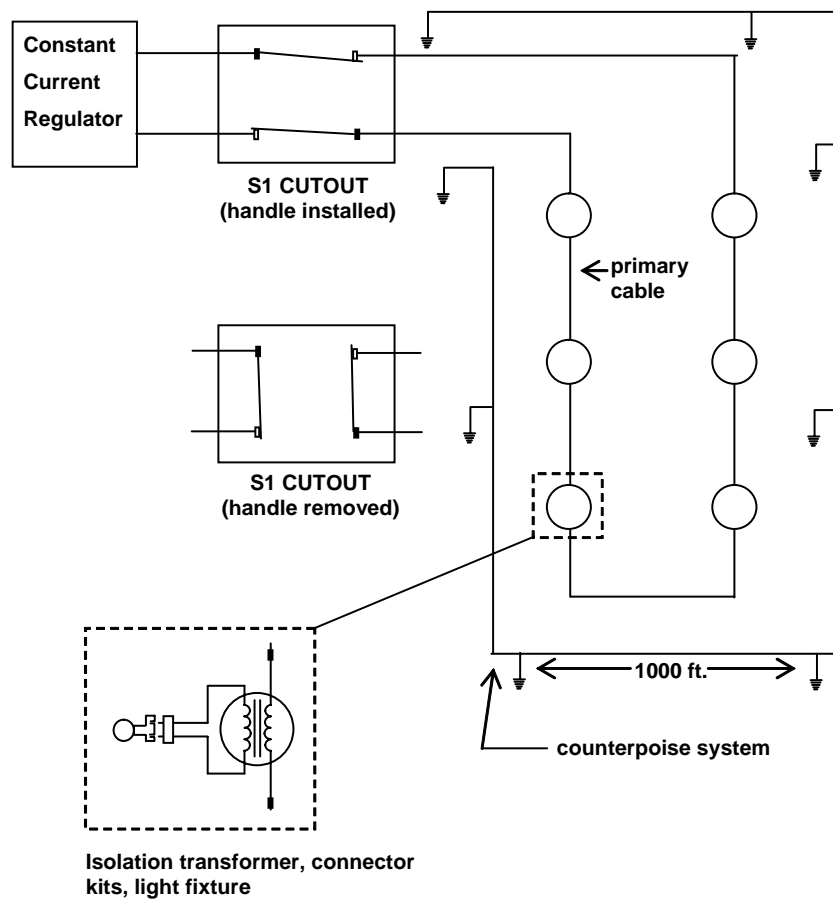 Constant
Current
Regulator
S1 CUTOUT
(handle installed)
primary
cable
S1 CUTOUT
(handle removed)
1000 ft.
counterpoise system
Isolation transformer, connector
kits, light fixture